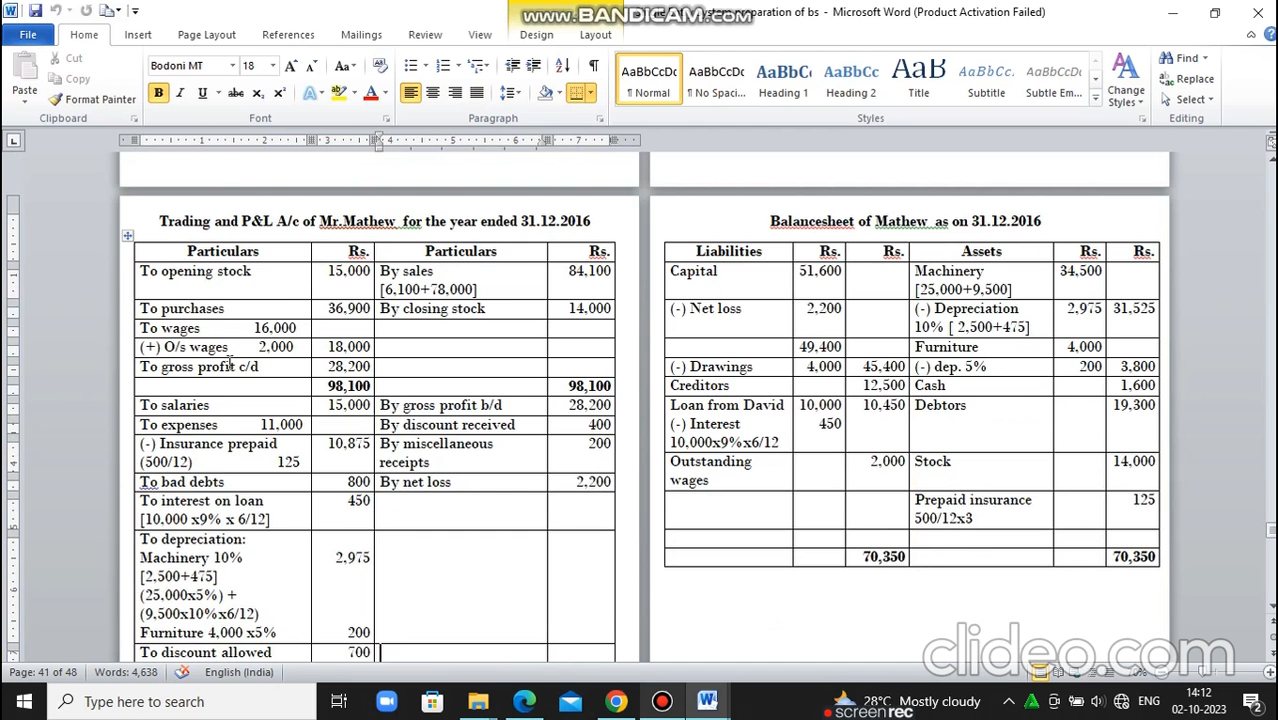 www.BANDICAM.com
preparation of bs - Microsoft Word (Product Activation Failed)
File Home Insert Page Layout References Mailings Review View Design Layout
Cut
Copy
Format Painter
Paste
Clipboard
Bodoni MT 18
Font
Paragraph
AaBbCcDc AaBbCcDc AaBbCc AaBbCc AaB AaBbCcL AaBbCcDc
¶ Normal ¶ No Spaci... Heading 1 Heading 2 Title Subtitle Subtle Em...
Change Styles
Styles
Find
Replace
Select
Editing
Trading and P&L A/c of Mr.Mathew for the year ended 31.12.2016
Particulars Rs. Particulars Rs.
To opening stock 15,000 By sales 84,100
[6,100+78,000]
To purchases 36,900 By closing stock 14,000
To wages 16,000
(+) O/s wages 2,000 18,000
To gross profit c/d 28,200
98,100 98,100
To salaries 15,000 By gross profit b/d 28,200
To expenses 11,000 By discount received 400
(-) Insurance prepaid 10,875 By miscellaneous 200
(500/12) 125 receipts
To bad debts 800 By net loss 2,200
To interest on loan 450
[10,000 x9% x 6/12]
To depreciation:
Machinery 10% 2,975
[2,500+475]
(25,000x5%) +
(9,500x10%x6/12)
Furniture 4,000 x5% 200
To discount allowed 700
Balancesheet of Mathew as on 31.12.2016
Liabilities Rs. Rs. Assets Rs. Rs.
Capital 51,600 Machinery 34,500
[25,000+9,500]
(-) Net loss 2,200 (-) Depreciation 2,975 31,525
10% [ 2,500+475]
49,400 Furniture 4,000
(-) Drawings 4,000 45,400 (-) dep. 5% 200 3,800
Creditors 12,500 Cash 1,600
Loan from David 10,000 10,450 Debtors 19,300
(-) Interest 450
10,000x9%x6/12
Outstanding 2,000 Stock 14,000
wages
Prepaid insurance 125
500/12x3
70,350 70,350
clideo.com
Page: 41 of 48 Words: 4,638 English (India)
Type here to search
28°C Mostly cloudy
ENG
14:12
02-10-2023
screenrec